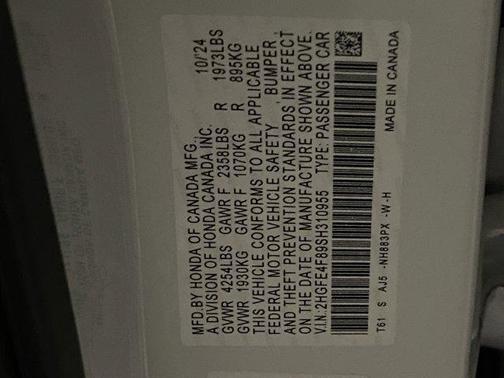 MFD.BY HONDA OF CANADA MFG. 10/'24
A DIVISION OF HONDA CANADA INC.
GVWR 4254LBS GAWR F 2358LBS R 1973LBS
GVWR 1930KG GAWR F 1070KG R 895KG
THIS VEHICLE CONFORMS TO ALL APPLICABLE
FEDERAL MOTOR VEHICLE SAFETY, BUMPER,
AND THEFT PREVENTION STANDARDS IN EFFECT
ON THE DATE OF MANUFACTURE SHOWN ABOVE.
V.I.N.:2HGFE4F89SH310955 TYPE: PASSENGER CAR
T61 S AJ5 -NH883PX -W-H
MADE IN CANADA